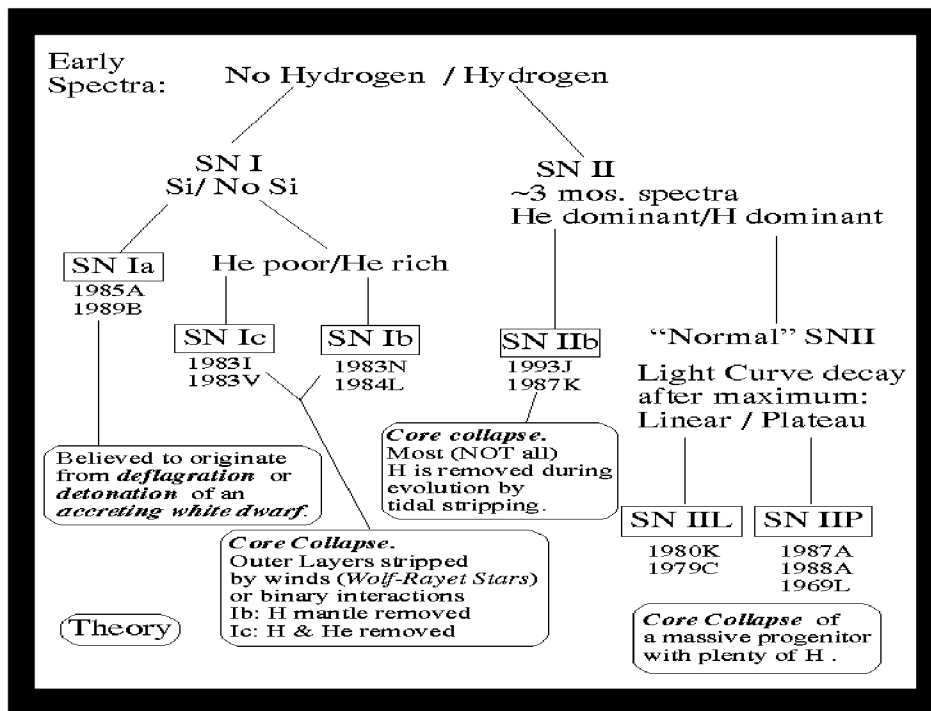 Early
Spectra:
No Hydrogen / Hydrogen
SN I
Si/ No Si
SN II
~3 mos. spectra
He dominant/H dominant
SN Ia
1985A
1989B
He poor/He rich
SN Ic
1983I
1983V
SN Ib
1983N
1984L
SN IIb
1993J
1987K
“Normal” SNII
Light Curve decay
after maximum:
Linear / Plateau
Believed to originate
from deflagration or
detonation of an
accreting white dwarf.
Core Collapse.
Outer Layers stripped
by winds (Wolf-Rayet Stars)
or binary interactions
Ib: H mantle removed
Ic: H & He removed
Core collapse.
Most (NOT all)
H is removed during
evolution by
tidal stripping.
SN IIL
1980K
1979C
SN IIP
1987A
1988A
1969L
Core Collapse of
a massive progenitor
with plenty of H .
Theory